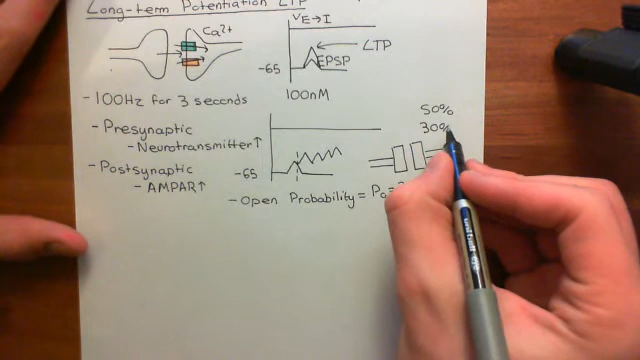 Long-term Potentiation LTP
Ca2+
VE→I
LTP
EPSP
-65
100nM
- 100Hz for 3 seconds
- Presynaptic
- Neurotransmitter↑
- Postsynaptic
- AMPAR↑
-65
50%
30%
- Open Probability = Po =